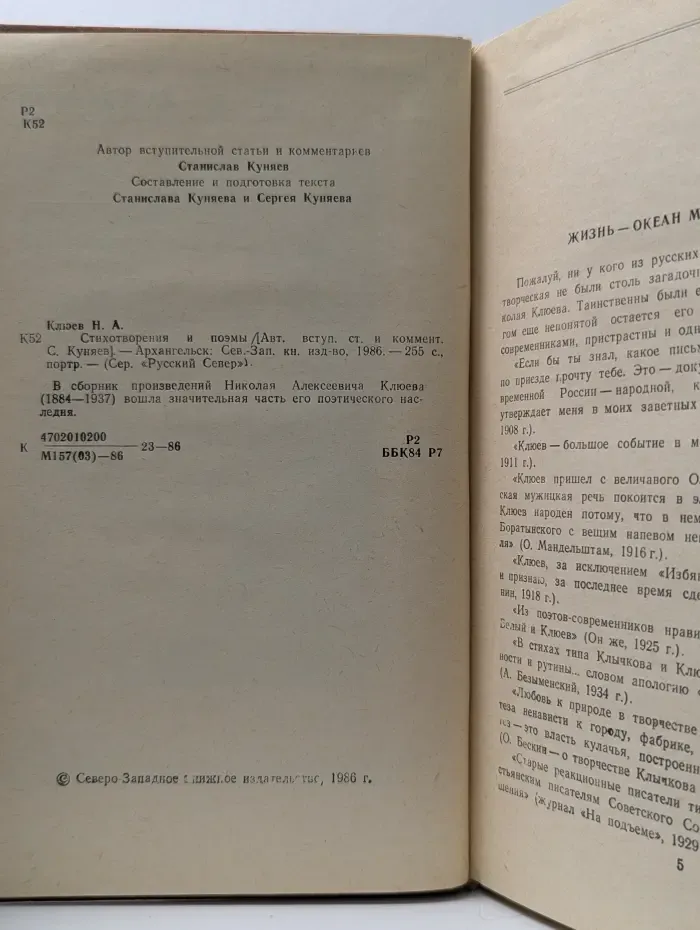 Р2
К52
Автор вступительной статьи и комментариев
Станислав Куняев
Составление и подготовка текста
Станислава Куняева и Сергея Куняева
Клюев Н. А.
К52 Стихотворения и поэмы /[Авт. вступ. ст. и коммент.
С. Куняев]. — Архангельск: Сев.-Зап. кн. изд-во, 1986. — 255 с.,
портр. — (Сер. «Русский Север»).
В сборник произведений Николая Алексеевича Клюева
(1884—1937) вошла значительная часть его поэтического нас-
ледия.
К 4702010200 23—86
М157(03)—86
Р2
ББК84 Р7
© Северо-Западное книжное издательство, 1986 г.
ЖИЗНЬ — ОКЕАН М
Пожалуй, ни у кого из русских
творческая не были столь загадоч
колая Клюева. Таинственны были е
гом еще непонятой остается его
современниками, пристрастны и одн
«Если бы ты знал, какое пись
по приезде прочту тебе. Это — док
временной России — народной, к
утверждает меня в моих заветных
1908 г.).
«Клюев — большое событие в м
1911 г.).
«Клюев пришел с величавого О
ская мужицкая речь покоится в э
Клюев народен потому, что в нем
Боратынского с вещим напевом не
ля» (О. Мандельштам, 1916 г.).
«Клюев, за исключением «Избя
и признаю, за последнее время сде
нин, 1918 г.).
«Из поэтов-современников нрави
Белый и Клюев» (Он же, 1925 г.).
«В стихах типа Клычкова и Клю
ности и рутины... словом апологию «
(А. Безыменский, 1934 г.).
«Любовь к природе в творчестве
теза ненависти к городу, фабрике,
тез — это власть кулачья, построенн
(О. Бескин — о творчестве Клычкова
«Старые реакционные писатели ти
стьянским писателям Советского Со
шения» (журнал «На подъеме», 1929
5